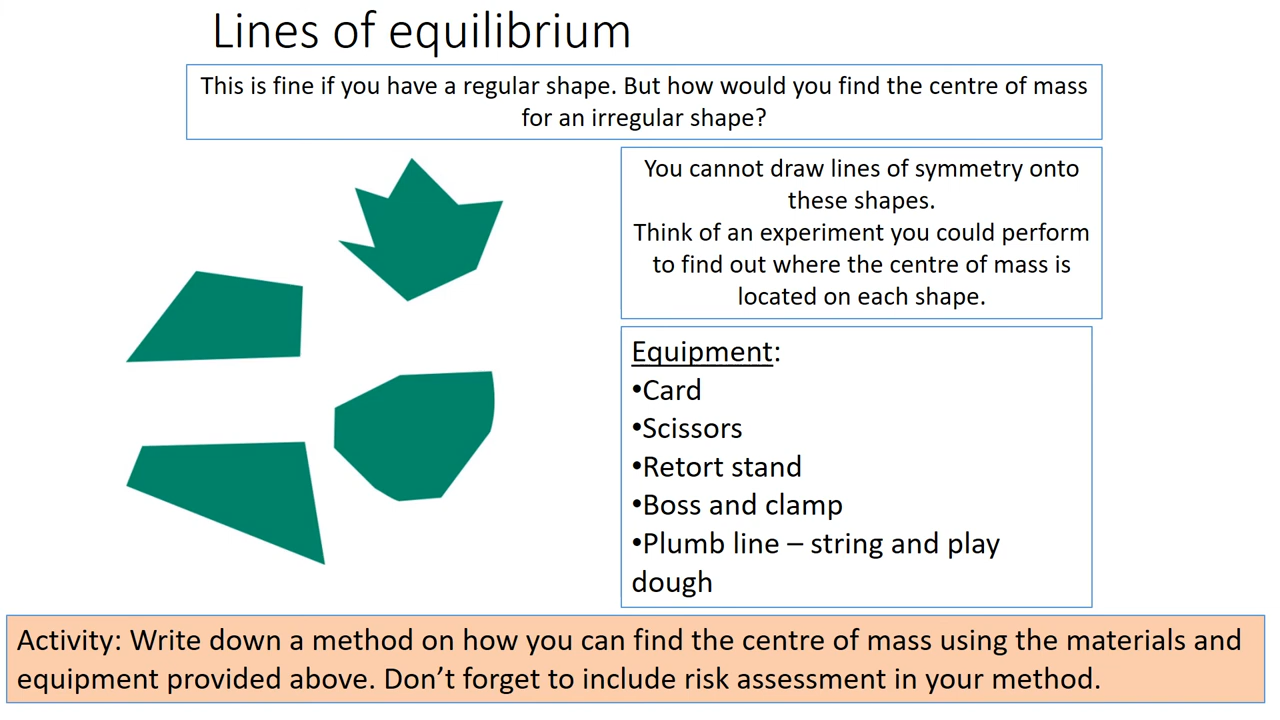 Lines of equilibrium
This is fine if you have a regular shape. But how would you find the centre of mass
for an irregular shape?
You cannot draw lines of symmetry onto
these shapes.
Think of an experiment you could perform
to find out where the centre of mass is
located on each shape.
Equipment:
•Card
•Scissors
•Retort stand
•Boss and clamp
•Plumb line – string and play
dough
Activity: Write down a method on how you can find the centre of mass using the materials and
equipment provided above. Don’t forget to include risk assessment in your method.